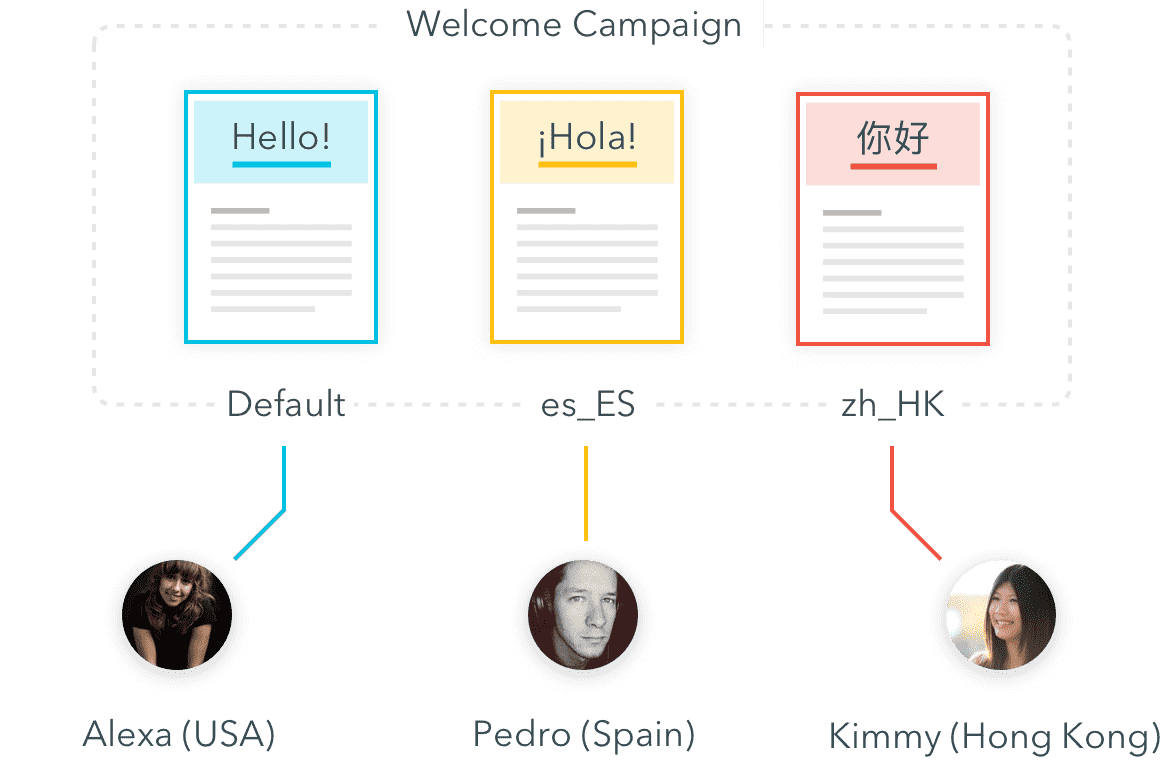 Welcome Campaign
Hello!
¡Hola!
你好
Default
es_ES
zh_HK
Alexa (USA)
Pedro (Spain)
Kimmy (Hong Kong)